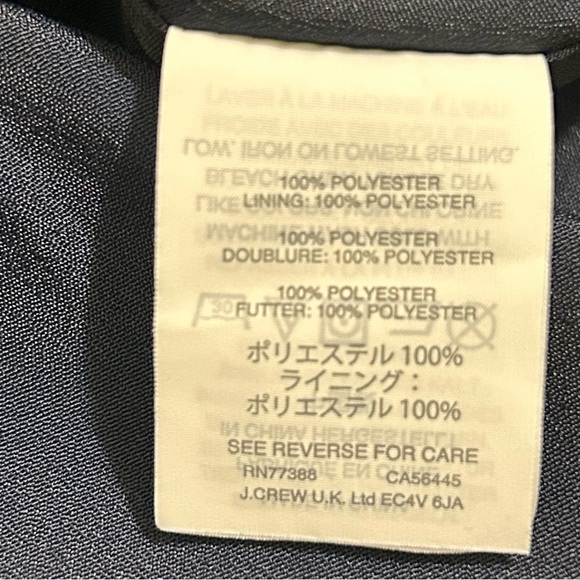 100% POLYESTER
LINING: 100% POLYESTER
100% POLYESTER
DOUBLURE: 100% POLYESTER
100% POLYESTER
FUTTER: 100% POLYESTER
ポリエステル 100%
ライニング：
ポリエステル 100%
SEE REVERSE FOR CARE
RN77388 CA56445
J.CREW U.K. Ltd EC4V 6JA